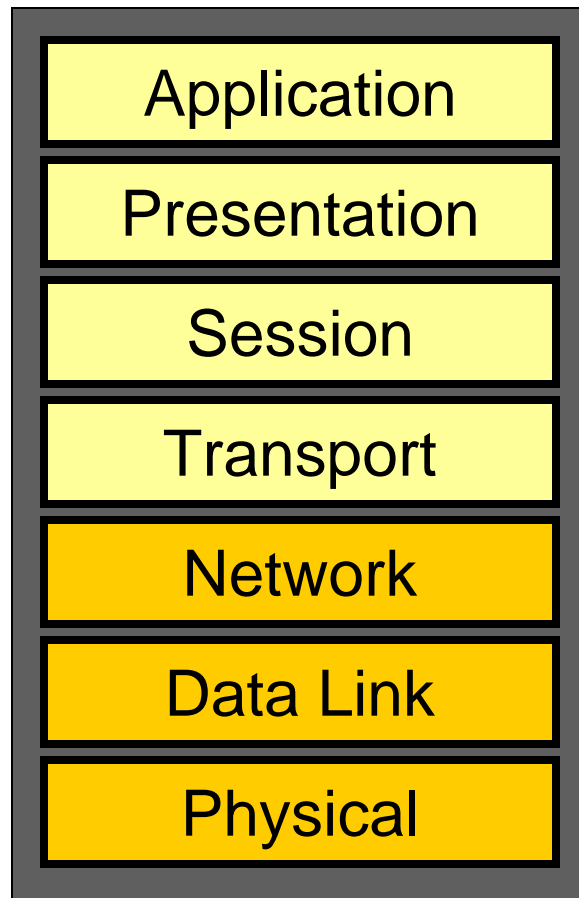 Application
Presentation
Session
Transport
Network
Data Link
Physical